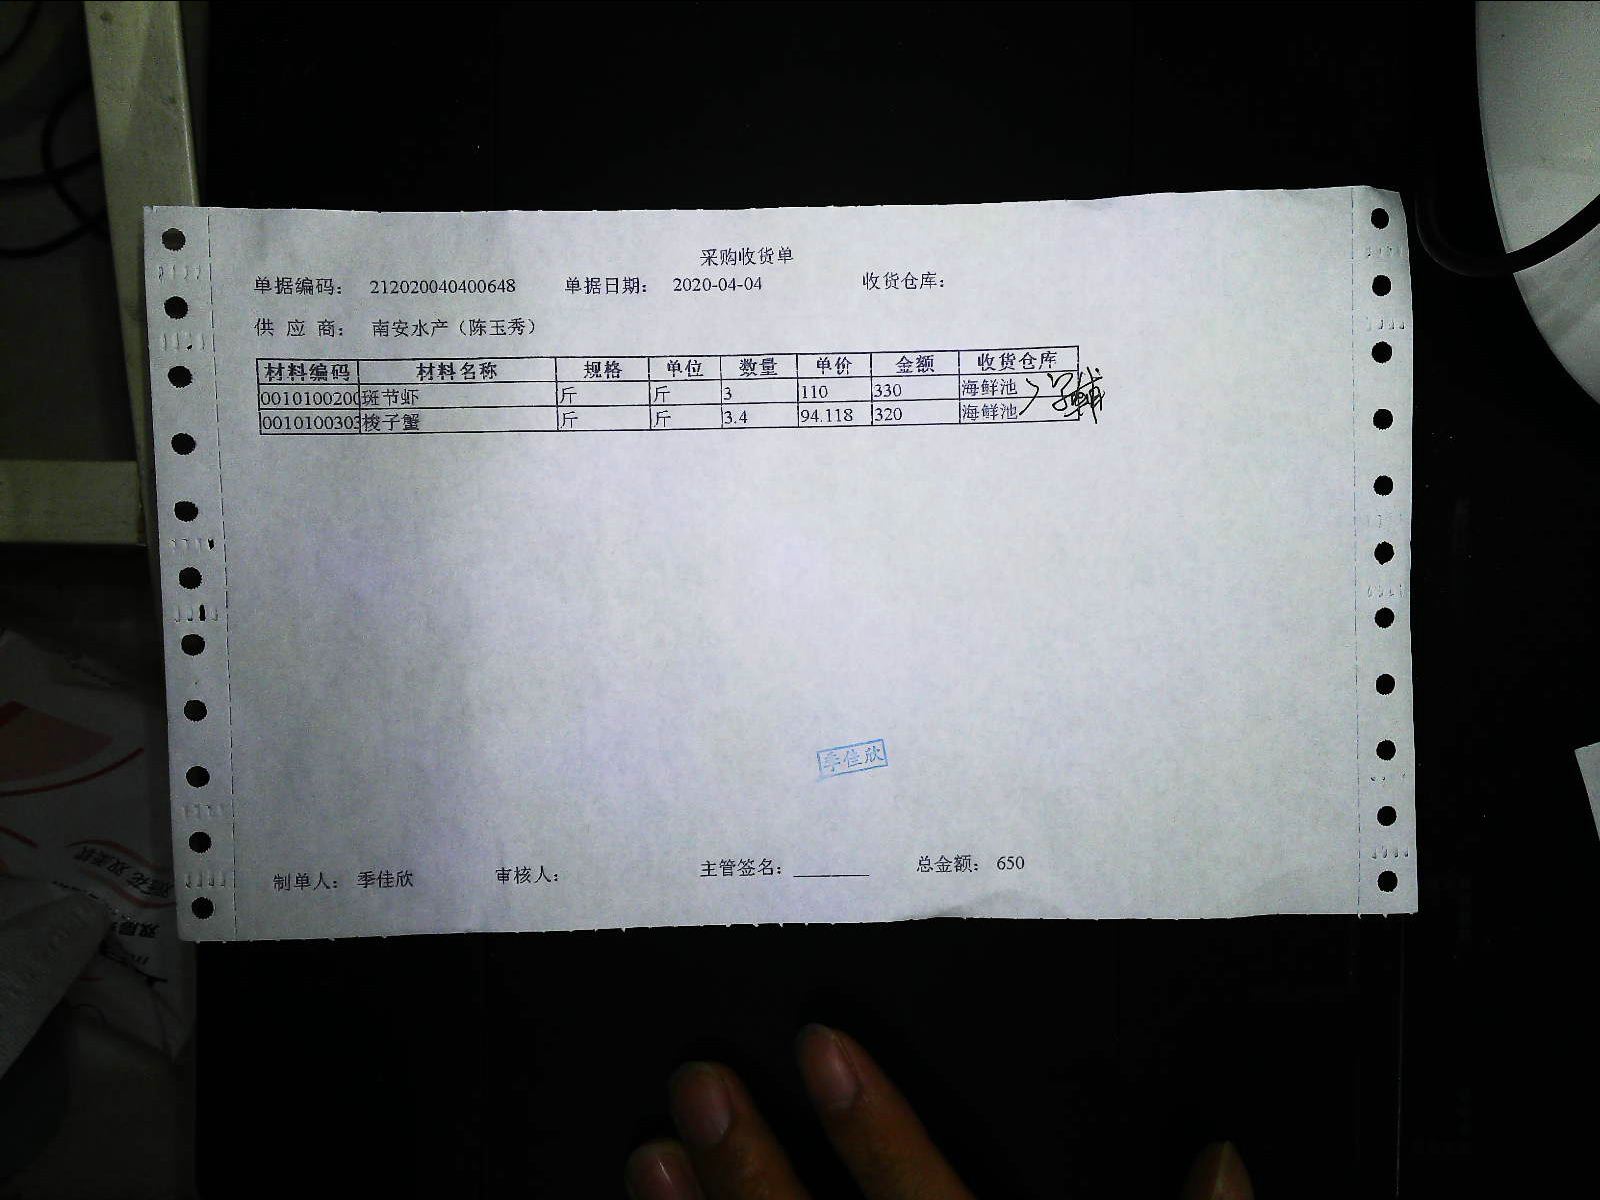 采购收货单
单据编码： 212020040400648 单据日期： 2020-04-04 收货仓库：
供 应 商： 南安水产（陈玉秀）
材料编码 材料名称 规格 单位 数量 单价 金额 收货仓库
0010100200 斑节虾 斤 斤 3 110 330 海鲜池
0010100303 梭子蟹 斤 斤 3.4 94.118 320 海鲜池
季佳欣
制单人： 季佳欣 审核人： 主管签名： 总金额： 650